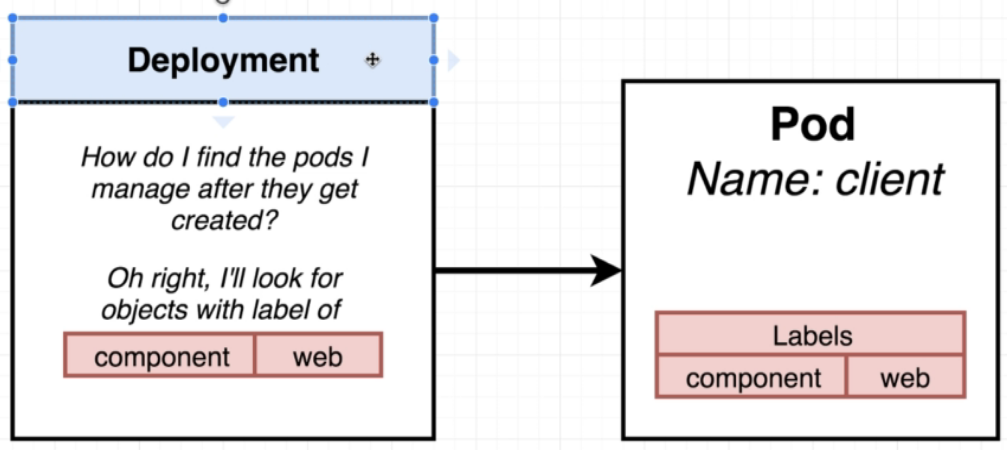 Deployment
How do I find the pods I
manage after they get
created?
Oh right, I'll look for
objects with label of
component web
Pod
Name: client
Labels
component web